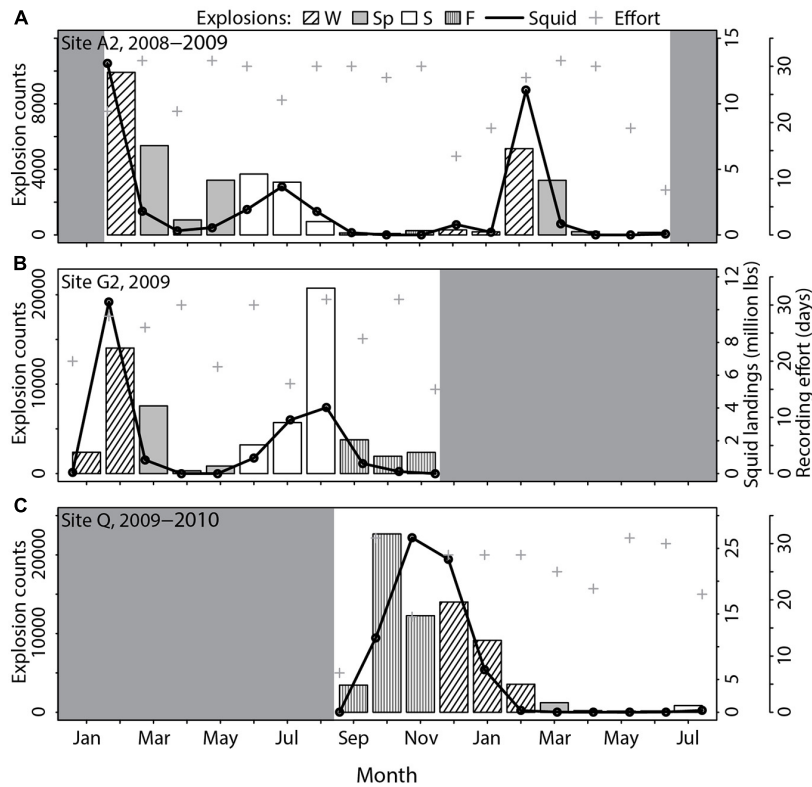 A
Explosions: W Sp S F Squid Effort
Site A2, 2008–2009
Explosion counts
0 4000 8000
0 5 10 15
0 10 20 30
B
Site G2, 2009
Explosion counts
0 10000 20000
0 2 4 6 8 10 12
Squid landings (million lbs)
0 10 20 30
Recording effort (days)
C
Site Q, 2009–2010
Explosion counts
0 10000 20000
0 5 15 25
0 10 20 30
Jan Mar May Jul Sep Nov Jan Mar May Jul
Month